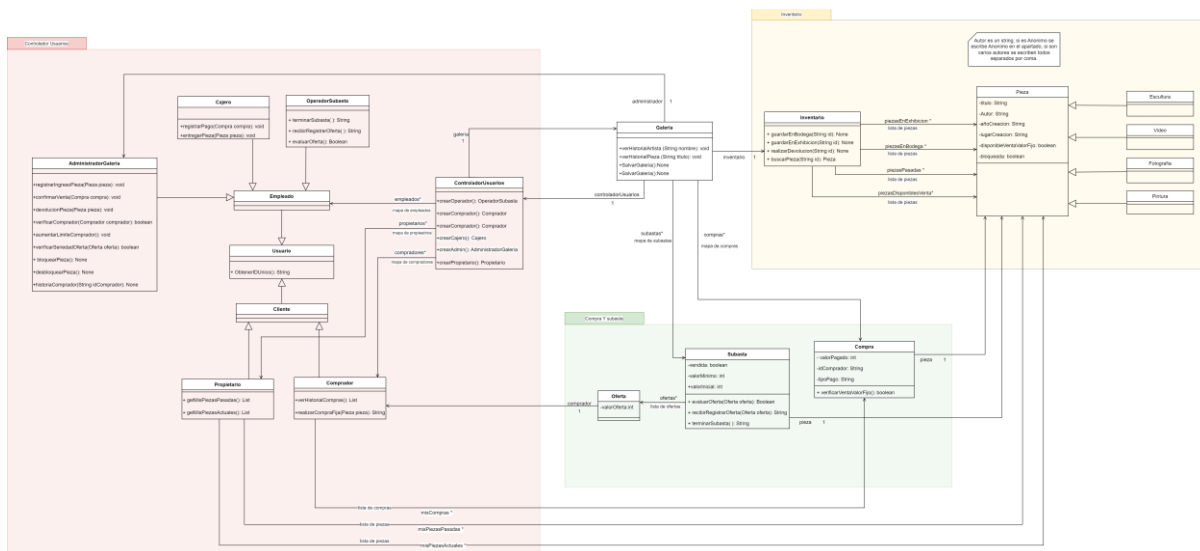 Controlador Usuarios
Cajero
+registrarPago(Compra compro): void
+entregarPieza(Pieza pieza): void
OperadorSubasta
+ terminarSubasta( ): String
+ recibirRegistrarOferta( ): String
+ evaluarOferta( ): Boolean
AdministradorGaleria
+registrarIngresoPieza(Pieza pieza): void
+confirmarVenta(Compra compro): void
+devolucionPieza(Pieza pieza): void
+verificarComprador(Comprador comprador): boolean
+aumentarLimiteComprador(): void
+verificarSeriedadOferta(Oferta oferta): boolean
+ bloquearPieza(): None
+desbloquearPieza(): None
+historiaComprador(String idComprador): None
Empleado
Usuario
+ ObtenerIDUnico(): String
Cliente
Propietario
+ getMisPiezasPasadas(): List
+ getMisPiezasActuales(): List
Comprador
+verHistorialCompras(): List
+realizarCompraFija(Pieza pieza): String
ControladorUsuarios
+crearOperador(): OperadorSubasta
+crearComprador(): Comprador
+crearComprador(): Comprador
+crearCajero(): Cajero
+crearAdmin(): AdministradorGaleria
+crearPropietario(): Propietario
empleados*
mapa de empleados
propietarios*
mapa de propietarios
compradores*
mapa de compradores
galeria
1
administrador
1
Galeria
+verHistorialArtista (String nombre): void
+verHistorialPieza (String titulo): void
+SalvarGaleria():None
+SalvarGaleria():None
controladorUsuarios
1
inventario
1
subastas*
mapa de subastas
compras*
mapa de compras
Inventario
Autor es un string, si es Anonimo se
escribe Anonimo en el apartado, si son
varios autores se escriben todos
separados por coma
Inventario
+ guardarEnBodega(String id): None
+ guardarEnExhibicion(String id): None
+ realizarDevolucion(String id): None
+ buscarPieza(String id): Pieza
piezasEnExhibicion *
lista de piezas
piezasEnBodega *
lista de piezas
piezasPasadas *
lista de piezas
piezasDisponiblesVenta*
lista de piezas
Pieza
-titulo: String
-Autor: String
-añoCreacion: String
-lugarCreacion: String
-disponibleVentaValorFijo: boolean
-bloqueada: boolean
Escultura
Video
Fotografia
Pintura
Compra Y subasta
Oferta
-valorOferta:int
comprador
1
ofertas*
lista de ofertas
Subasta
-vendida: boolean
-valorMinimo: int
+valorInicial: int
+ evaluarOferta(Oferta oferta): Boolean
+ recibirRegistrarOferta(Oferta oferta): String
+ terminarSubasta( ): String
pieza 1
Compra
- valorPagado: int
-idComprador: String
-tipoPago: String
+ verificarVentaValorFijo(): boolean
pieza 1
lista de compras
misCompras *
lista de piezas
misPiezasPasadas *
lista de piezas
misPiezasActuales *